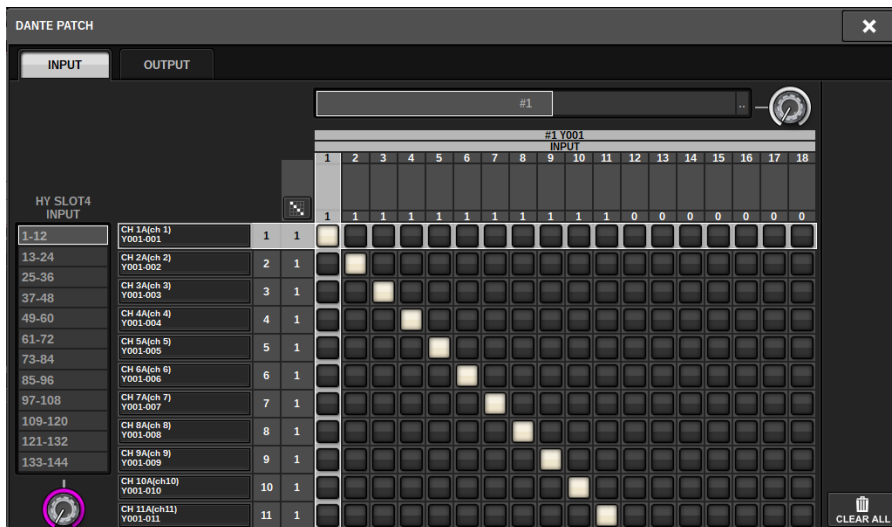 DANTE PATCH
INPUT OUTPUT
#1 ..
#1 Y001
INPUT
1 2 3 4 5 6 7 8 9 10 11 12 13 14 15 16 17 18
HY SLOT4
INPUT
1 1 1 1 1 1 1 1 1 1 1 0 0 0 0 0 0 0
1-12
13-24
25-36
37-48
49-60
61-72
73-84
85-96
97-108
109-120
121-132
133-144
CH 1A(ch 1)
Y001-001
1 1
CH 2A(ch 2)
Y001-002
2 1
CH 3A(ch 3)
Y001-003
3 1
CH 4A(ch 4)
Y001-004
4 1
CH 5A(ch 5)
Y001-005
5 1
CH 6A(ch 6)
Y001-006
6 1
CH 7A(ch 7)
Y001-007
7 1
CH 8A(ch 8)
Y001-008
8 1
CH 9A(ch 9)
Y001-009
9 1
CH 10A(ch10)
Y001-010
10 1
CH 11A(ch11)
Y001-011
11 1
CLEAR ALL